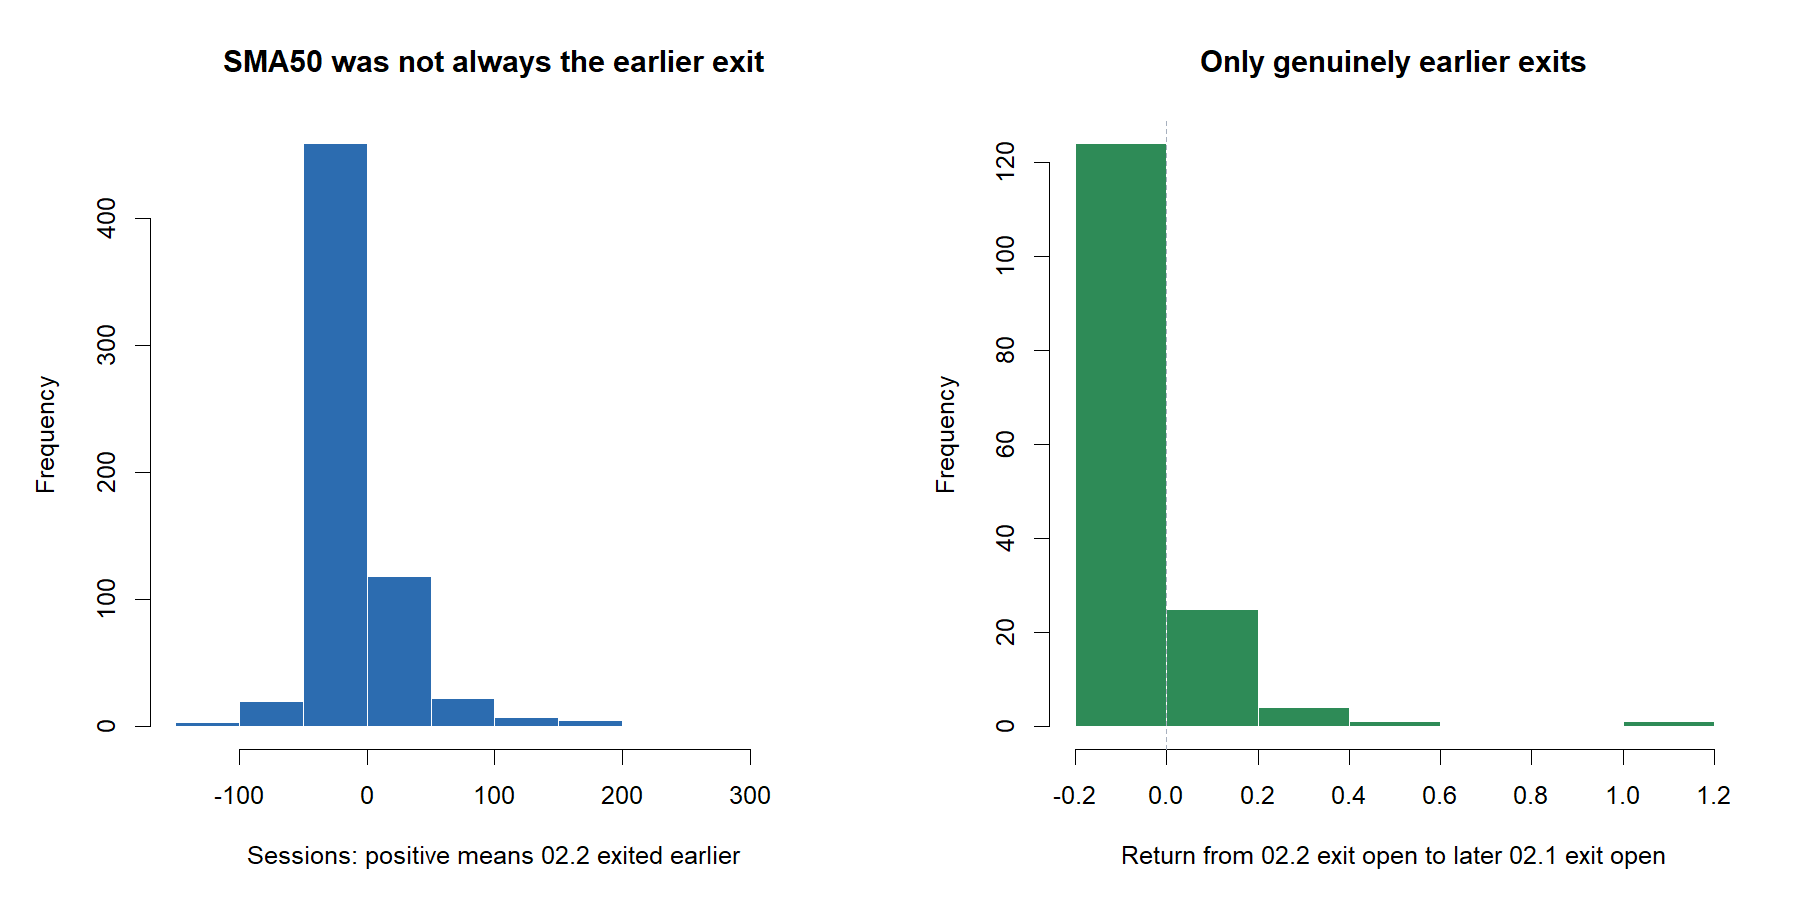 SMA50 was not always the earlier exit
Frequency
400
300
200
100
0
-100 0 100 200 300
Sessions: positive means 02.2 exited earlier
Only genuinely earlier exits
Frequency
120
100
80
60
40
20
0
-0.2 0.0 0.2 0.4 0.6 0.8 1.0 1.2
Return from 02.2 exit open to later 02.1 exit open